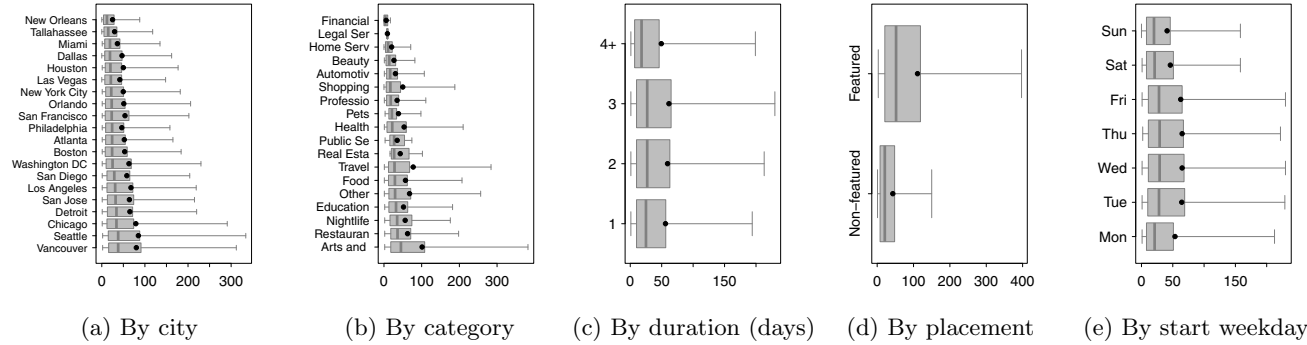 New Orleans
Tallahassee
Miami
Dallas
Houston
Las Vegas
New York City
Orlando
San Francisco
Philadelphia
Atlanta
Boston
Washington DC
San Diego
Los Angeles
San Jose
Detroit
Chicago
Seattle
Vancouver
0 100 200 300
(a) By city
Financial
Legal Ser
Home Serv
Beauty
Automotiv
Shopping
Professio
Pets
Health
Public Se
Real Esta
Travel
Food
Other
Education
Nightlife
Restauran
Arts and
0 100 200 300
(b) By category
4+
3
2
1
0 50 150
(c) By duration (days)
Featured
Non-featured
0 100 200 300 400
(d) By placement
Sun
Sat
Fri
Thu
Wed
Tue
Mon
0 50 150
(e) By start weekday